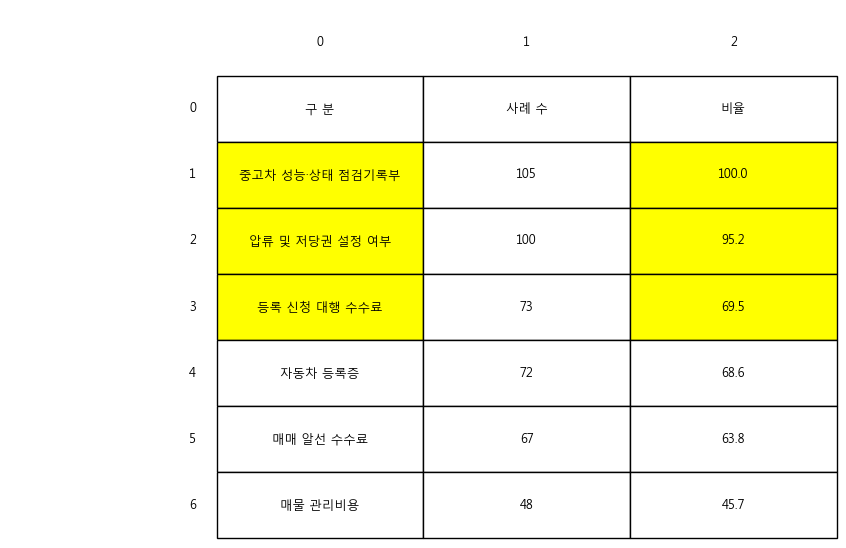 0 1 2
0 구 분 사례 수 비율
1 중고차 성능·상태 점검기록부 105 100.0
2 압류 및 저당권 설정 여부 100 95.2
3 등록 신청 대행 수수료 73 69.5
4 자동차 등록증 72 68.6
5 매매 알선 수수료 67 63.8
6 매물 관리비용 48 45.7